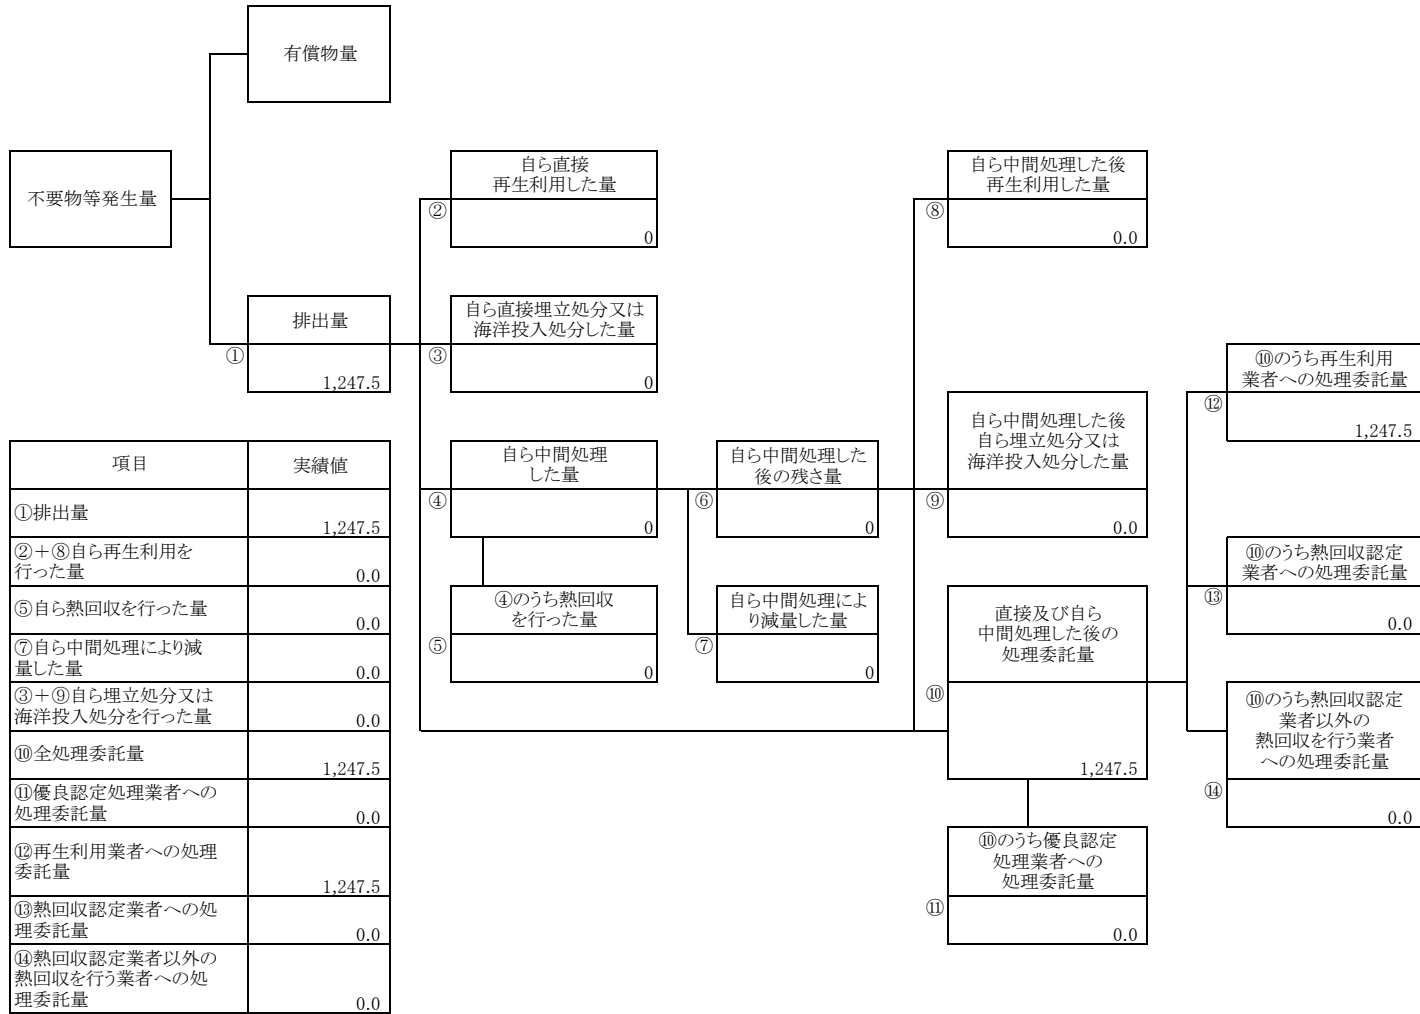 有償物量
不要物等発生量
自ら直接
再生利用した量
②
0
自ら中間処理した後
再生利用した量
⑧
0.0
排出量
①
1,247.5
自ら直接埋立処分又は
海洋投入処分した量
③
0
⑩のうち再生利用
業者への処理委託量
⑫
1,247.5
自ら中間処理
した量
④
0
自ら中間処理した
後の残さ量
⑥
0
自ら中間処理した後
自ら埋立処分又は
海洋投入処分した量
⑨
0.0
⑩のうち熱回収認定
業者への処理委託量
⑬
0.0
④のうち熱回収
を行った量
⑤
0
自ら中間処理によ
り減量した量
⑦
0
直接及び自ら
中間処理した後の
処理委託量
⑩
1,247.5
⑩のうち熱回収認定
業者以外の
熱回収を行う業者
への処理委託量
⑭
0.0
⑩のうち優良認定
処理業者への
処理委託量
⑪
0.0
項目 実績値
①排出量
1,247.5
②＋⑧自ら再生利用を
行った量
0.0
⑤自ら熱回収を行った量
0.0
⑦自ら中間処理により減
量した量
0.0
③＋⑨自ら埋立処分又は
海洋投入処分を行った量
0.0
⑩全処理委託量
1,247.5
⑪優良認定処理業者への
処理委託量
0.0
⑫再生利用業者への処理
委託量
1,247.5
⑬熱回収認定業者への処
理委託量
0.0
⑭熱回収認定業者以外の
熱回収を行う業者への処
理委託量
0.0